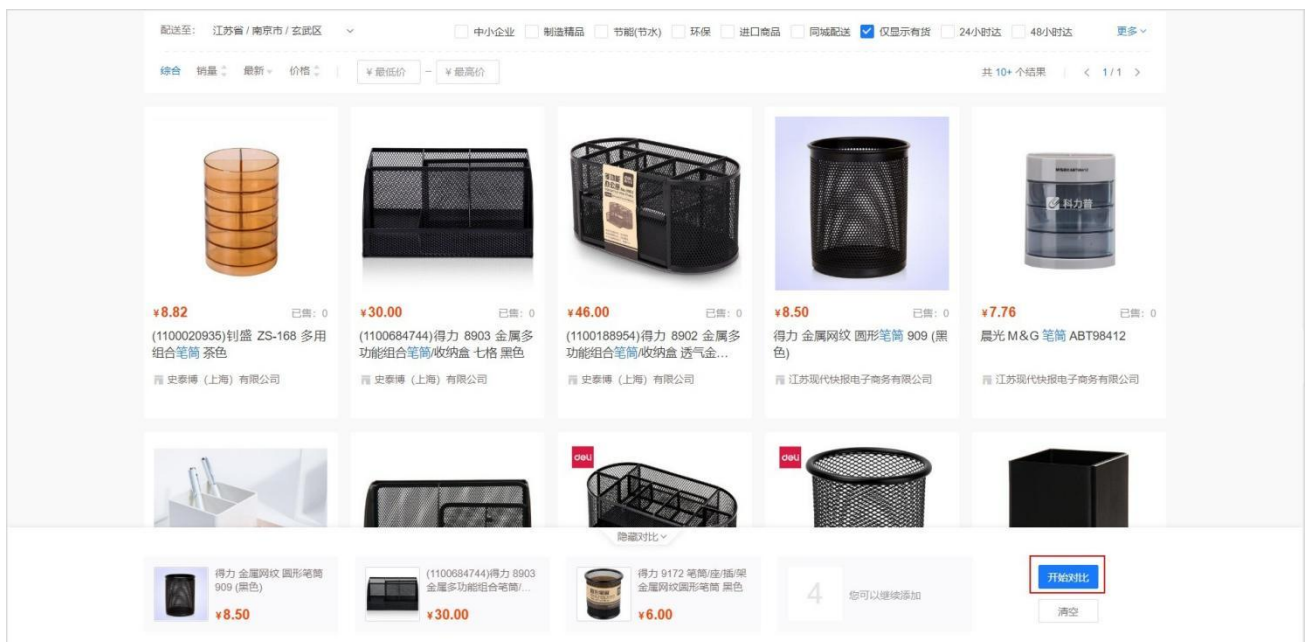 配送至: 江苏省 / 南京市 / 玄武区 中小企业 制造精品 节能(节水) 环保 进口商品 同城配送 仅显示有货 24小时达 48小时达 更多
综合 销量 最新 价格 ¥ 最低价 - ¥ 最高价 共 10+ 个结果 < 1/1 >
科力普
¥8.82 已售: 0
(1100020935)钊盛 ZS-168 多用
组合笔筒 茶色
史泰博(上海)有限公司
¥30.00 已售: 0
(1100684744)得力 8903 金属多
功能组合笔筒/收纳盒 七格 黑色
史泰博(上海)有限公司
¥46.00 已售: 0
(1100188954)得力 8902 金属多
功能组合笔筒/收纳盒 透气金...
史泰博(上海)有限公司
¥8.50 已售: 0
得力 金属网纹 圆形笔筒 909 (黑
色)
江苏现代快报电子商务有限公司
¥7.76 已售: 0
晨光 M&G 笔筒 ABT98412
江苏现代快报电子商务有限公司
deli
deli
隐藏对比
得力 金属网纹 圆形笔筒
909 (黑色)
¥8.50
(1100684744)得力 8903
金属多功能组合笔筒/...
¥30.00
得力 9172 笔筒/座/插/架
金属网纹圆形笔筒 黑色
¥6.00
4 您可以继续添加
开始对比
清空